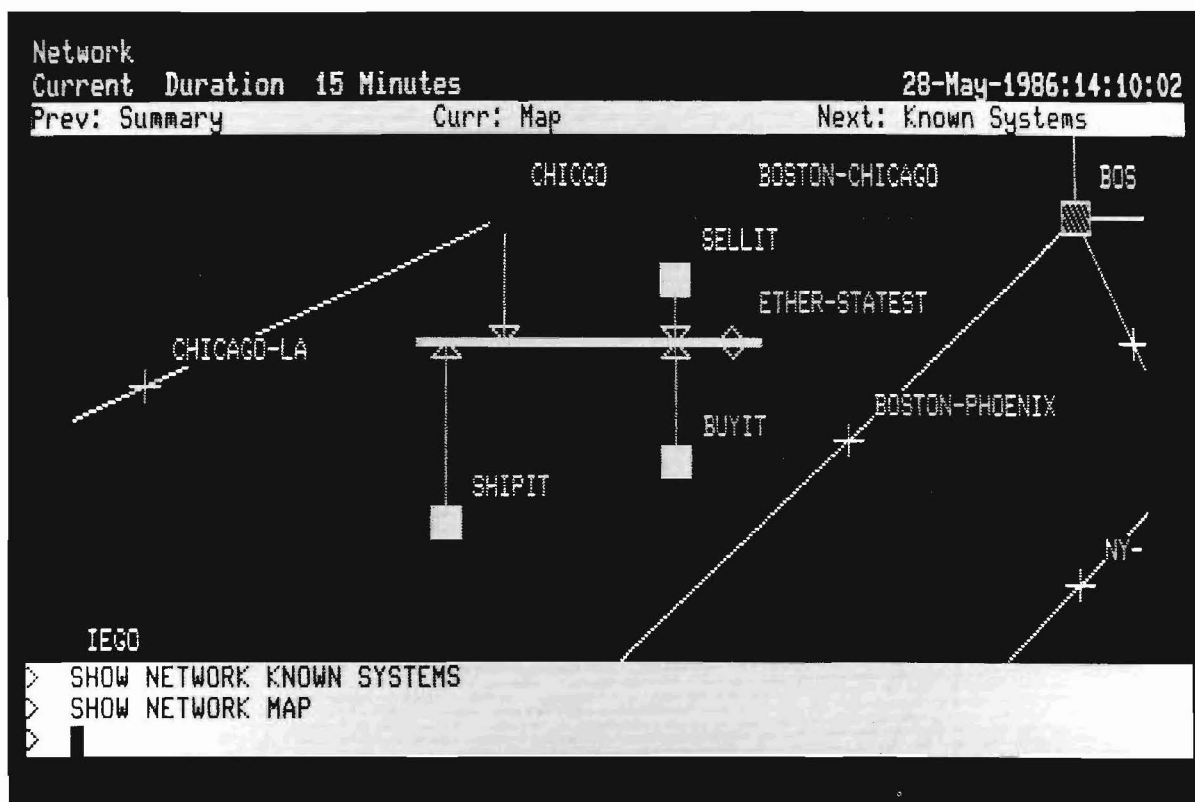 Network
Current Duration 15 Minutes 28-May-1986:14:10:02
Prev: Summary Curr: Map Next: Known Systems
CHICGO BOSTON-CHICAGO BOS
SELLIT
ETHER-STATEST
CHICAGO-LA
BOSTON-PHOENIX
BUYIT
SHIPIT
NY-
IEGO
> SHOW NETWORK KNOWN SYSTEMS
> SHOW NETWORK MAP
>